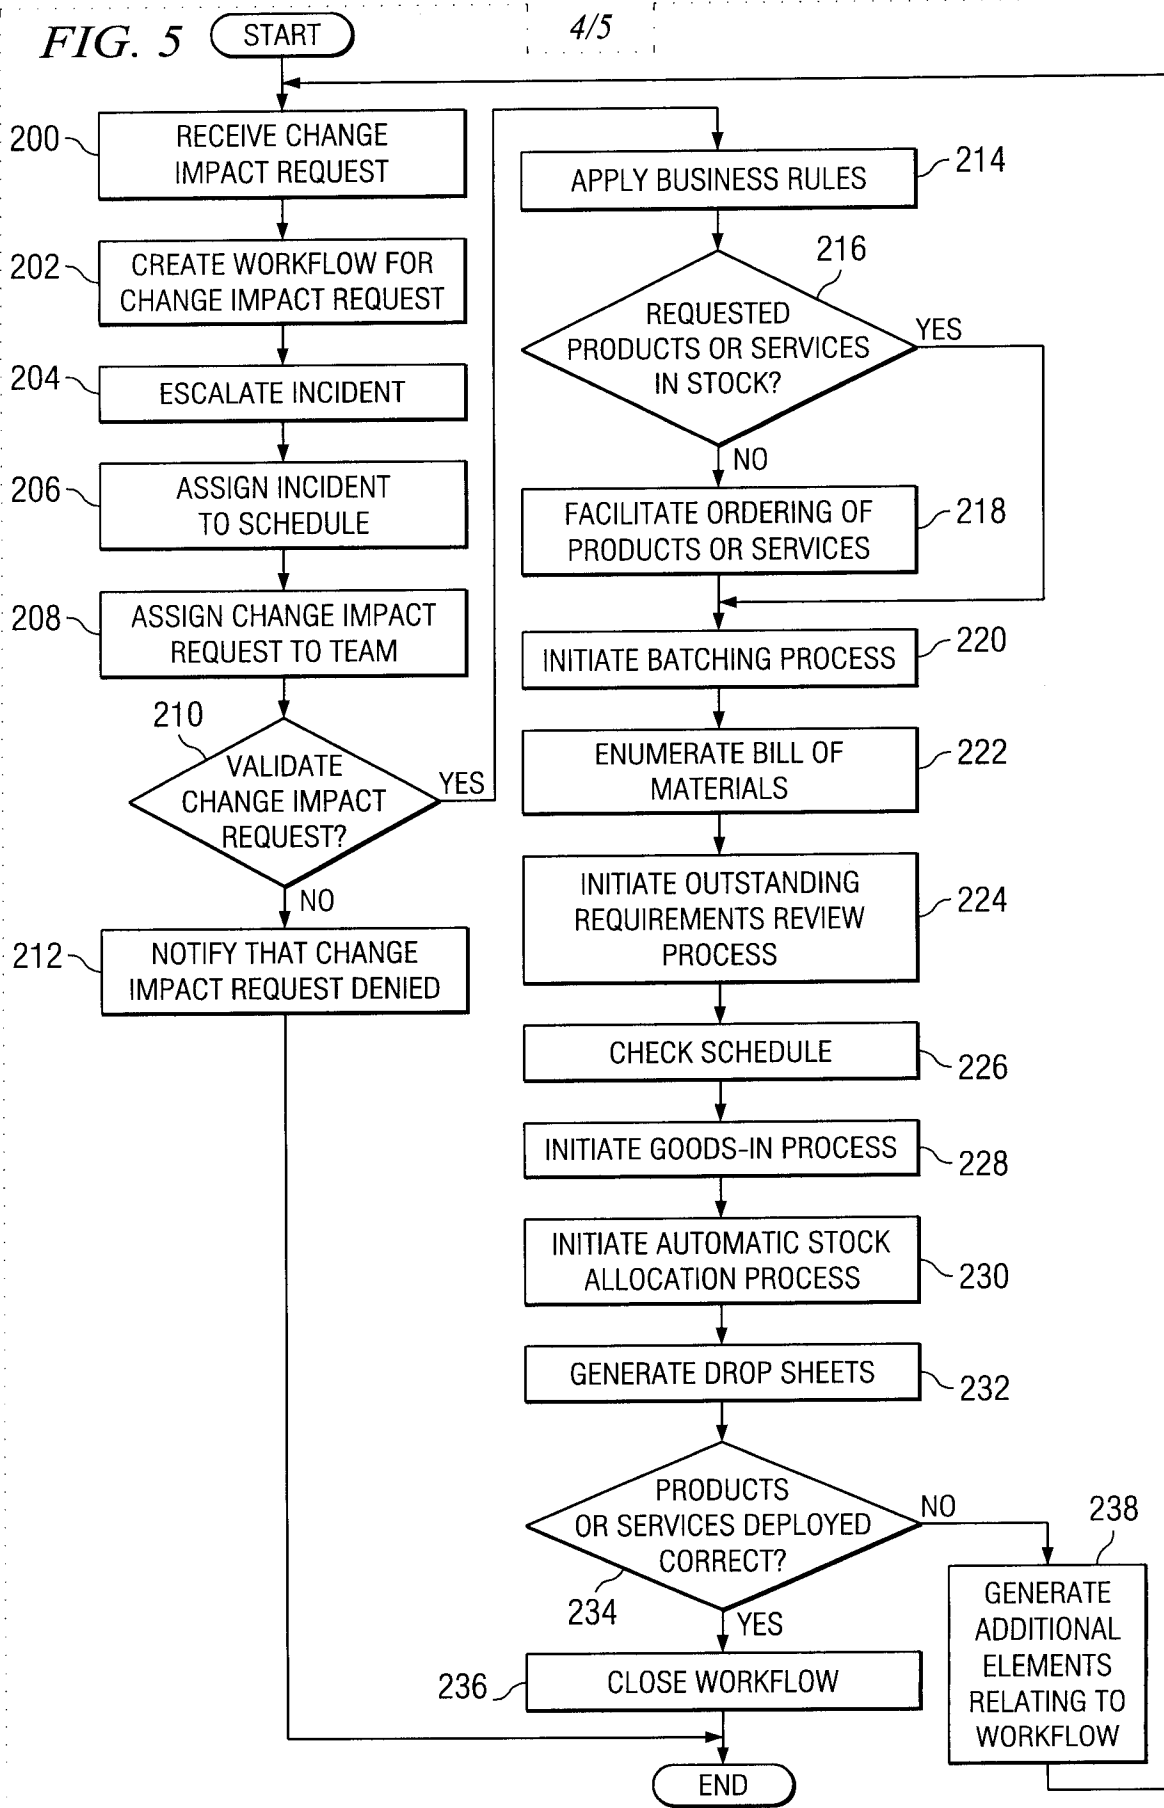 FIG. 5
START
4/5
200
RECEIVE CHANGE
IMPACT REQUEST
202
CREATE WORKFLOW FOR
CHANGE IMPACT REQUEST
204
ESCALATE INCIDENT
206
ASSIGN INCIDENT
TO SCHEDULE
208
ASSIGN CHANGE IMPACT
REQUEST TO TEAM
210
VALIDATE
CHANGE IMPACT
REQUEST?
YES
NO
212
NOTIFY THAT CHANGE
IMPACT REQUEST DENIED
214
APPLY BUSINESS RULES
216
REQUESTED
PRODUCTS OR SERVICES
IN STOCK?
YES
NO
218
FACILITATE ORDERING OF
PRODUCTS OR SERVICES
220
INITIATE BATCHING PROCESS
222
ENUMERATE BILL OF
MATERIALS
224
INITIATE OUTSTANDING
REQUIREMENTS REVIEW
PROCESS
226
CHECK SCHEDULE
228
INITIATE GOODS-IN PROCESS
230
INITIATE AUTOMATIC STOCK
ALLOCATION PROCESS
232
GENERATE DROP SHEETS
234
PRODUCTS
OR SERVICES DEPLOYED
CORRECT?
NO
YES
238
GENERATE
ADDITIONAL
ELEMENTS
RELATING TO
WORKFLOW
236
CLOSE WORKFLOW
END